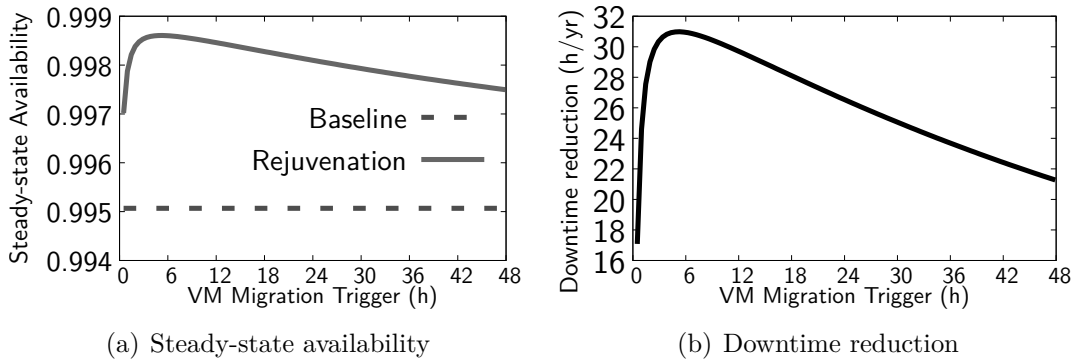 Steady-state Availability
0.999
0.998
0.997
0.996
0.995
0.994
Baseline
Rejuvenation
0 6 12 18 24 30 36 42 48
VM Migration Trigger (h)
(a) Steady-state availability
Downtime reduction (h/yr)
32
30
28
26
24
22
20
18
16
0 6 12 18 24 30 36 42 48
VM Migration Trigger (h)
(b) Downtime reduction